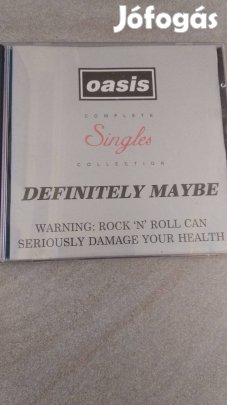 Jófogás
oasis
COMPLETE
Singles
COLLECTION
DEFINITELY MAYBE
WARNING: ROCK 'N' ROLL CAN
SERIOUSLY DAMAGE YOUR HEALTH